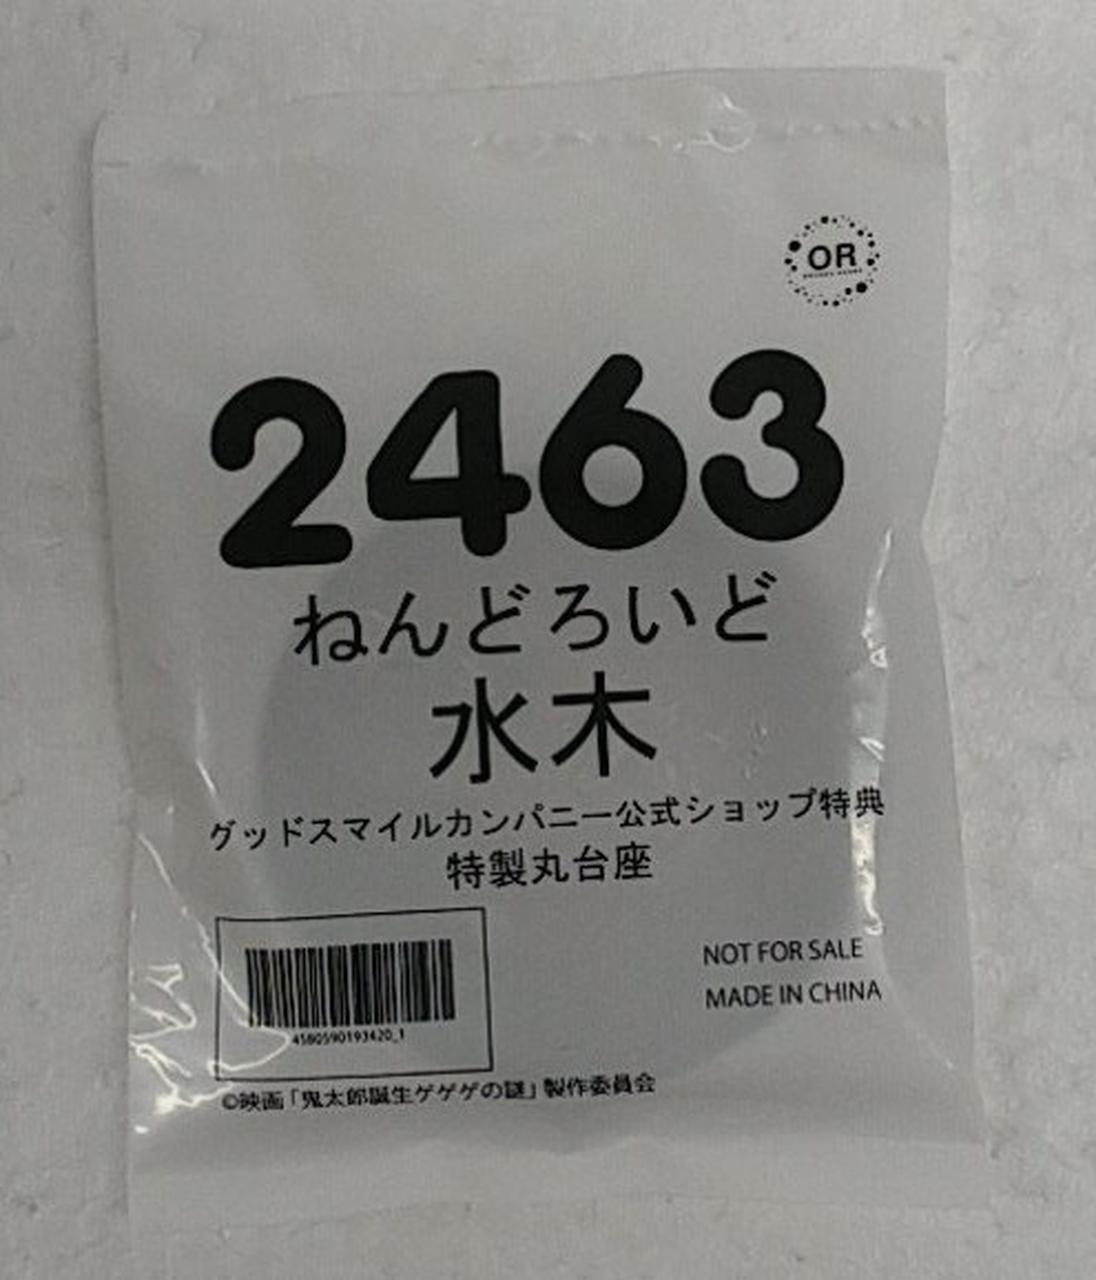 OR
2463
ねんどろいど
水木
グッドスマイルカンパニー公式ショップ特典
特製丸台座
NOT FOR SALE
MADE IN CHINA
4580590193420_1
©映画「鬼太郎誕生ゲゲゲの謎」製作委員会